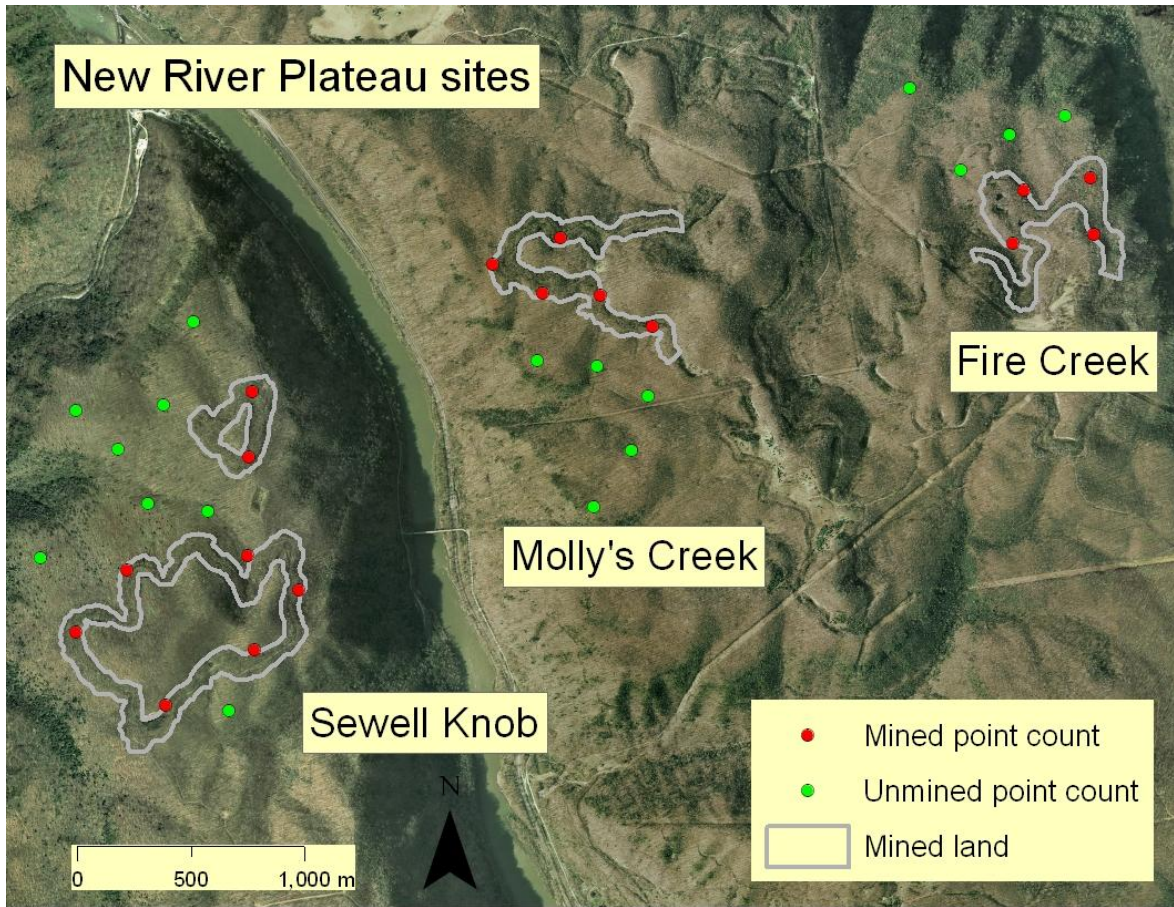 New River Plateau sites
Fire Creek
Molly's Creek
Sewell Knob
N
0 500 1,000 m
Mined point count
Unmined point count
Mined land